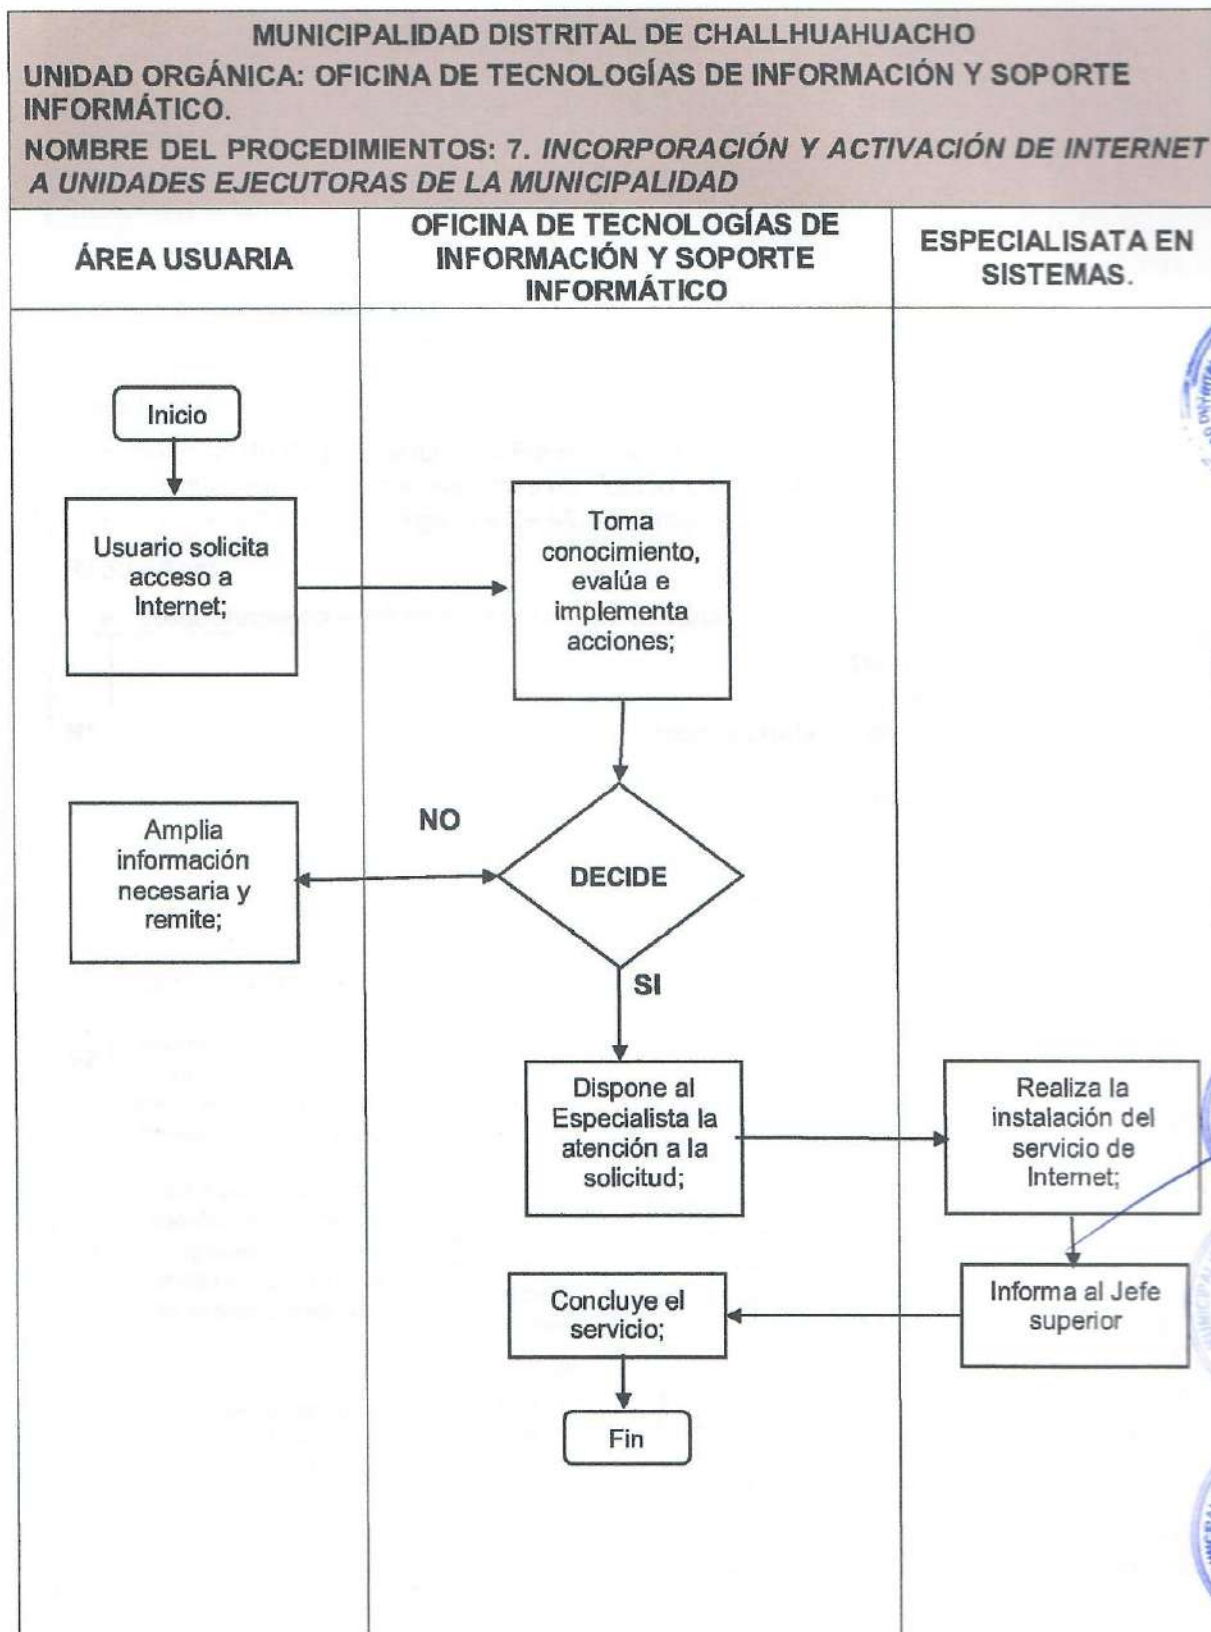 MUNICIPALIDAD DISTRITAL DE CHALLHUAHUACHO
UNIDAD ORGÁNICA: OFICINA DE TECNOLOGÍAS DE INFORMACIÓN Y SOPORTE
INFORMÁTICO.
NOMBRE DEL PROCEDIMIENTOS: 7. INCORPORACIÓN Y ACTIVACIÓN DE INTERNET
A UNIDADES EJECUTORAS DE LA MUNICIPALIDAD
ÁREA USUARIA
OFICINA DE TECNOLOGÍAS DE
INFORMACIÓN Y SOPORTE
INFORMÁTICO
ESPECIALISATA EN
SISTEMAS.
Inicio
Usuario solicita
acceso a
Internet;
Toma
conocimiento,
evalúa e
implementa
acciones;
DECIDE
NO
Amplia
información
necesaria y
remite;
SI
Dispone al
Especialista la
atención a la
solicitud;
Realiza la
instalación del
servicio de
Internet;
Informa al Jefe
superior
Concluye el
servicio;
Fin